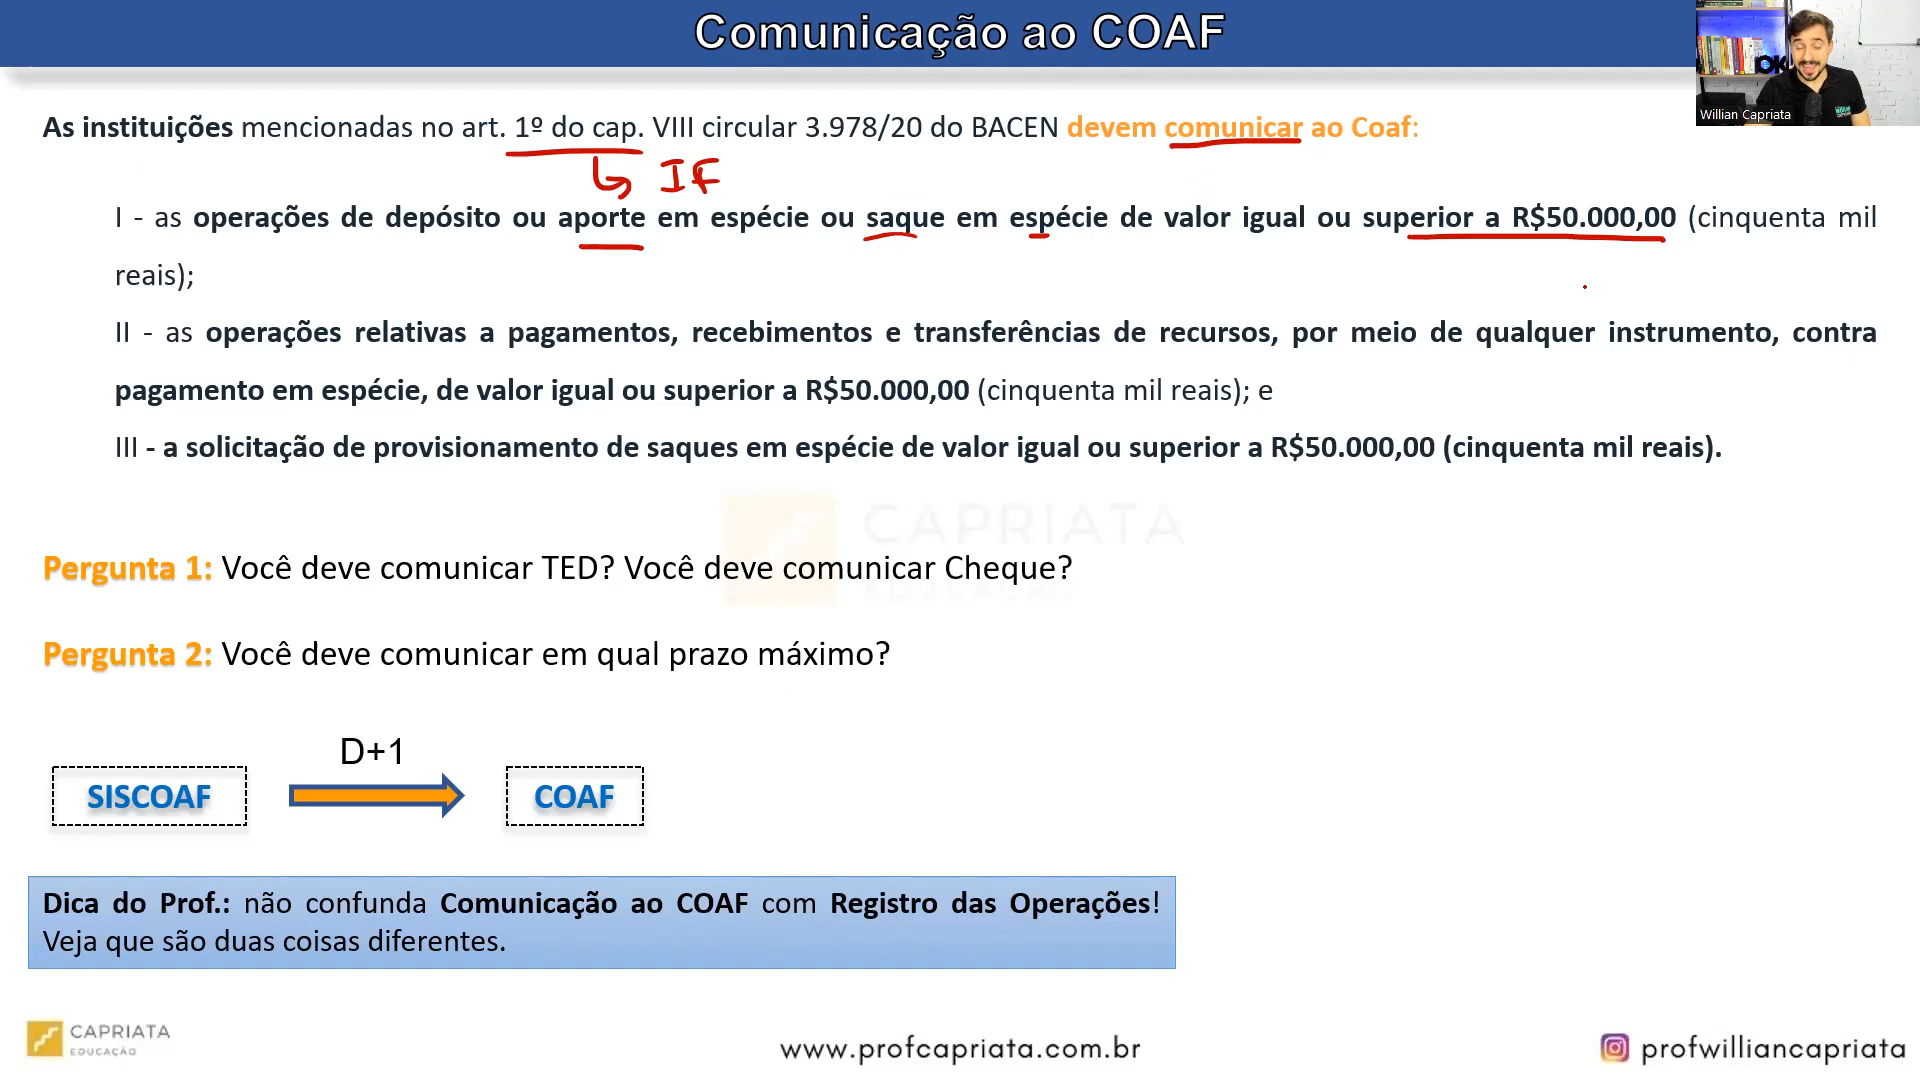 Comunicação ao COAF
OK
Willian Capriata
As instituições mencionadas no art. 1º do cap. VIII circular 3.978/20 do BACEN devem comunicar ao Coaf:
IF
I - as operações de depósito ou aporte em espécie ou saque em espécie de valor igual ou superior a R$50.000,00 (cinquenta mil
reais);
II - as operações relativas a pagamentos, recebimentos e transferências de recursos, por meio de qualquer instrumento, contra
pagamento em espécie, de valor igual ou superior a R$50.000,00 (cinquenta mil reais); e
III - a solicitação de provisionamento de saques em espécie de valor igual ou superior a R$50.000,00 (cinquenta mil reais).
CAPRIATA
EDUCAÇÃO
Pergunta 1: Você deve comunicar TED? Você deve comunicar Cheque?
Pergunta 2: Você deve comunicar em qual prazo máximo?
D+1
SISCOAF
COAF
Dica do Prof.: não confunda Comunicação ao COAF com Registro das Operações!
Veja que são duas coisas diferentes.
CAPRIATA
EDUCAÇÃO
www.profcapriata.com.br
profwilliancapriata